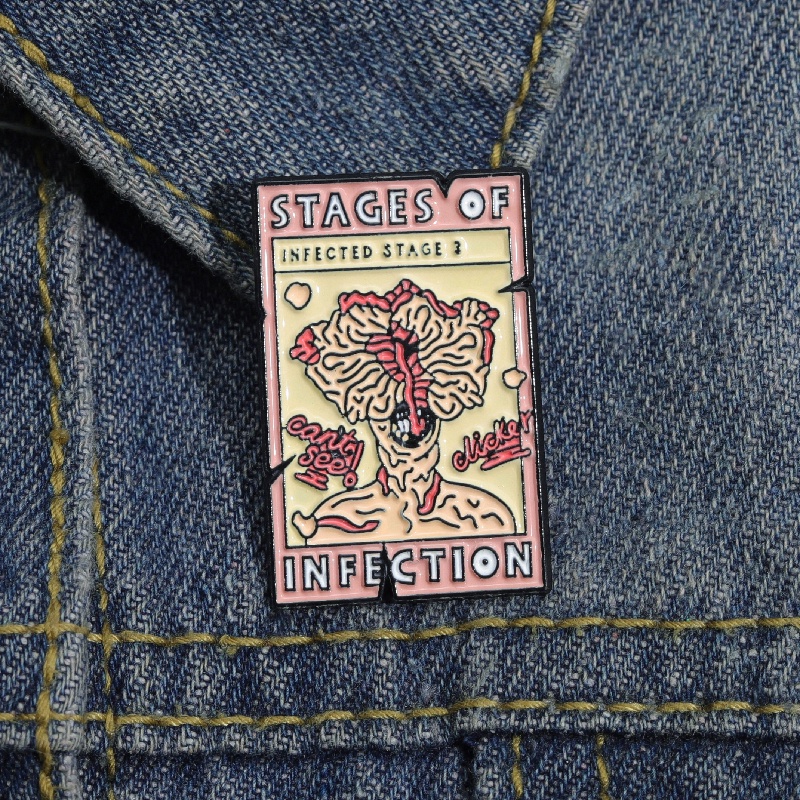 STAGES OF
INFECTED STAGE 3
can't
see!
clicker
INFECTION